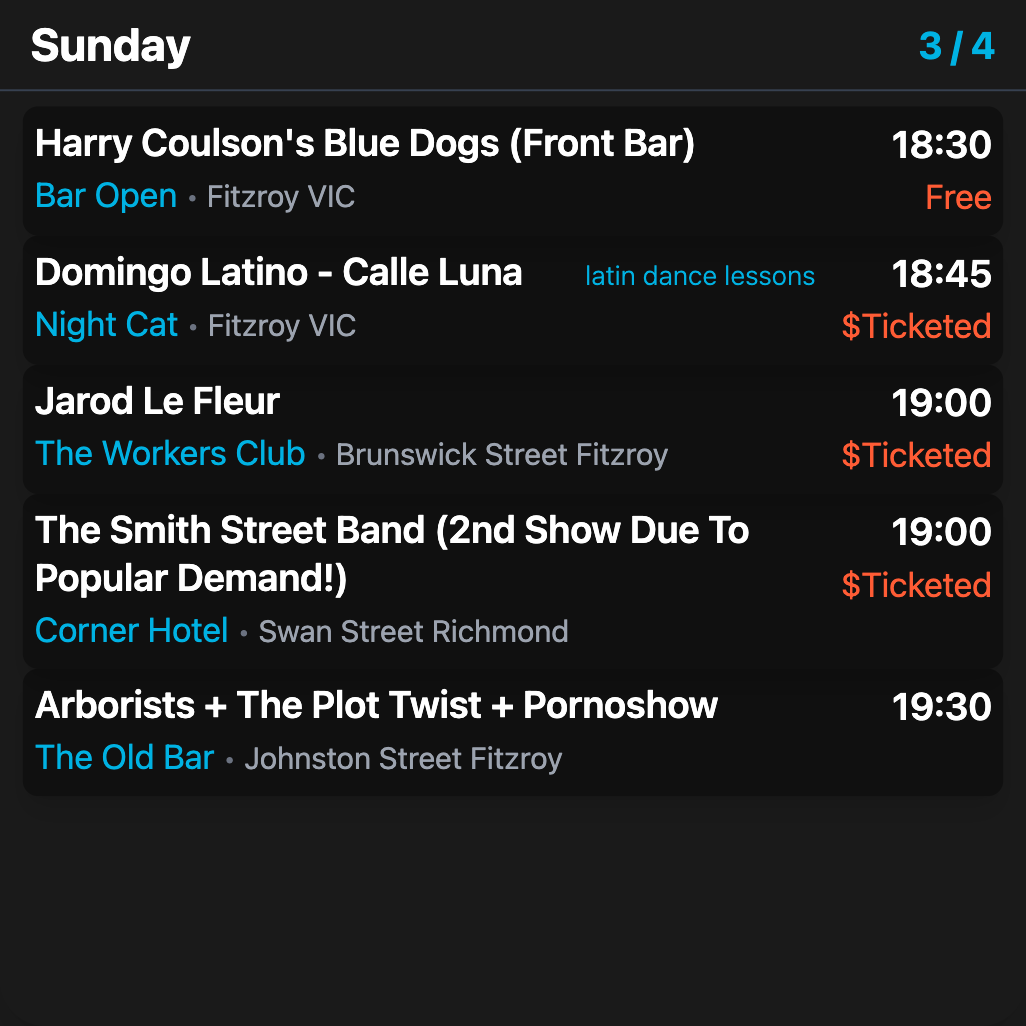 Sunday 3 / 4
Harry Coulson's Blue Dogs (Front Bar) 18:30
Bar Open • Fitzroy VIC Free
Domingo Latino - Calle Luna latin dance lessons 18:45
Night Cat • Fitzroy VIC $Ticketed
Jarod Le Fleur 19:00
The Workers Club • Brunswick Street Fitzroy $Ticketed
The Smith Street Band (2nd Show Due To 19:00
Popular Demand!) $Ticketed
Corner Hotel • Swan Street Richmond
Arborists + The Plot Twist + Pornoshow 19:30
The Old Bar • Johnston Street Fitzroy